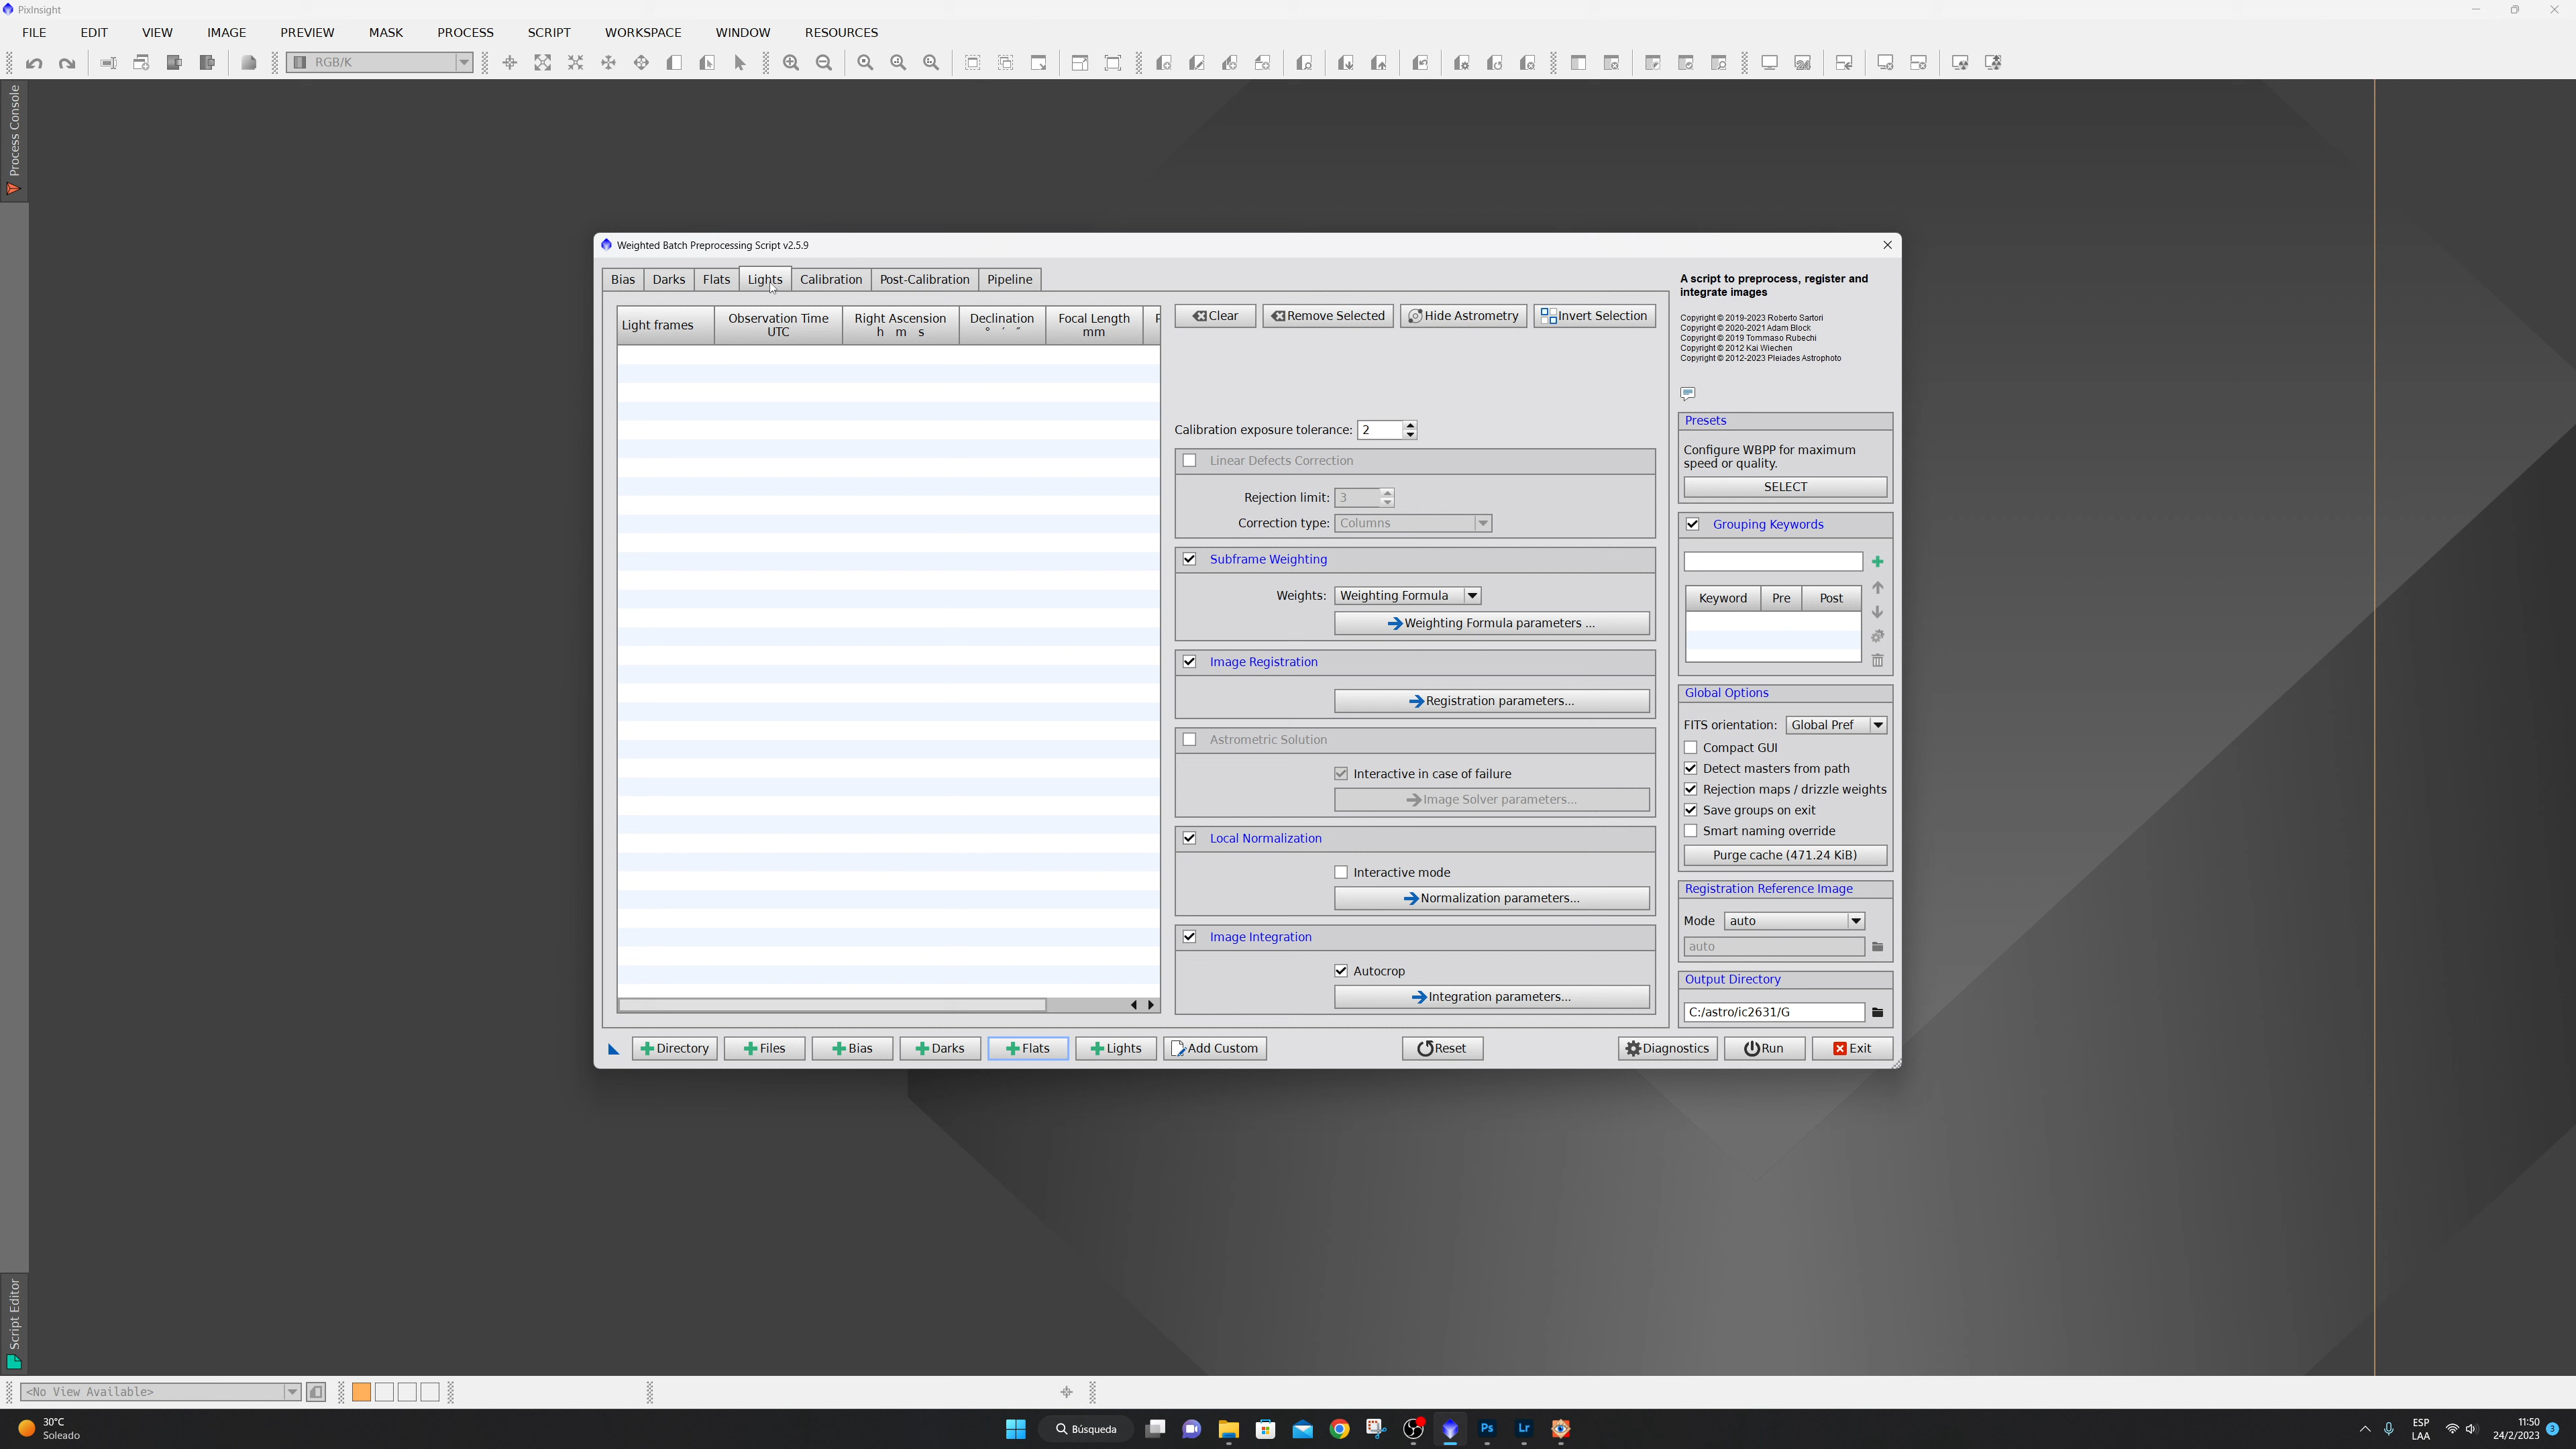 PixInsight
FILE EDIT VIEW IMAGE PREVIEW MASK PROCESS SCRIPT WORKSPACE WINDOW RESOURCES
RGB/K
Process Console
Weighted Batch Preprocessing Script v2.5.9
Bias Darks Flats Lights Calibration Post-Calibration Pipeline
Light frames
Observation Time
UTC
Right Ascension
h m s
Declination
° ′ ″
Focal Length
mm
Clear Remove Selected Hide Astrometry Invert Selection
Calibration exposure tolerance: 2
Linear Defects Correction
Rejection limit: 3
Correction type: Columns
Subframe Weighting
Weights: Weighting Formula
Weighting Formula parameters ...
Image Registration
Registration parameters...
Astrometric Solution
Interactive in case of failure
Image Solver parameters...
Local Normalization
Interactive mode
Normalization parameters...
Image Integration
Autocrop
Integration parameters...
A script to preprocess, register and
integrate images
Copyright © 2019-2023 Roberto Sartori
Copyright © 2020-2021 Adam Block
Copyright © 2019 Tommaso Rubechi
Copyright © 2012 Kai Wiechen
Copyright © 2012-2023 Pleiades Astrophoto
Presets
Configure WBPP for maximum
speed or quality.
SELECT
Grouping Keywords
Keyword Pre Post
Global Options
FITS orientation: Global Pref
Compact GUI
Detect masters from path
Rejection maps / drizzle weights
Save groups on exit
Smart naming override
Purge cache (471.24 KiB)
Registration Reference Image
Mode auto
auto
Output Directory
C:/astro/ic2631/G
Directory Files Bias Darks Flats Lights Add Custom Reset Diagnostics Run Exit
Script Editor
<No View Available>
30°C
Soleado
Búsqueda
Ps
Lr
ESP
LAA
11:50
24/2/2023
3